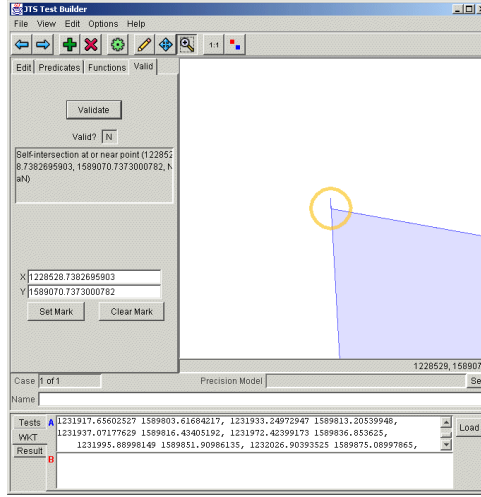 JTS Test Builder
File View Edit Options Help
1:1
Edit Predicates Functions Valid
Validate
Valid? N
Self-intersection at or near point (122852
8.7382695903, 1589070.7373000782, N
aN)
X 1228528.7382695903
Y 1589070.7373000782
Set Mark Clear Mark
1228529, 158907
Case 1 of 1 Precision Model Se
Name
Tests A 1231917.65602527 1589803.61684217, 1231933.24972947 1589813.20539948,
WKT 1231937.07177629 1589816.43405192, 1231972.42399173 1589836.853625,
Result 1231995.88998149 1589851.90986135, 1232026.90393525 1589875.08997865,
Load
B